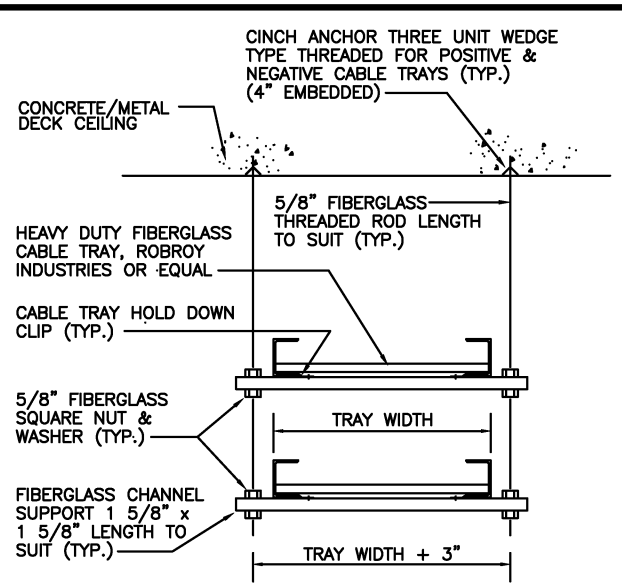 CINCH ANCHOR THREE UNIT WEDGE
TYPE THREADED FOR POSITIVE &
NEGATIVE CABLE TRAYS (TYP.)
(4" EMBEDDED)
CONCRETE/METAL
DECK CEILING
5/8" FIBERGLASS
THREADED ROD LENGTH
TO SUIT (TYP.)
HEAVY DUTY FIBERGLASS
CABLE TRAY, ROBROY
INDUSTRIES OR EQUAL
CABLE TRAY HOLD DOWN
CLIP (TYP.)
5/8" FIBERGLASS
SQUARE NUT &
WASHER (TYP.)
TRAY WIDTH
FIBERGLASS CHANNEL
SUPPORT 1 5/8" x
1 5/8" LENGTH TO
SUIT (TYP.)
TRAY WIDTH + 3"